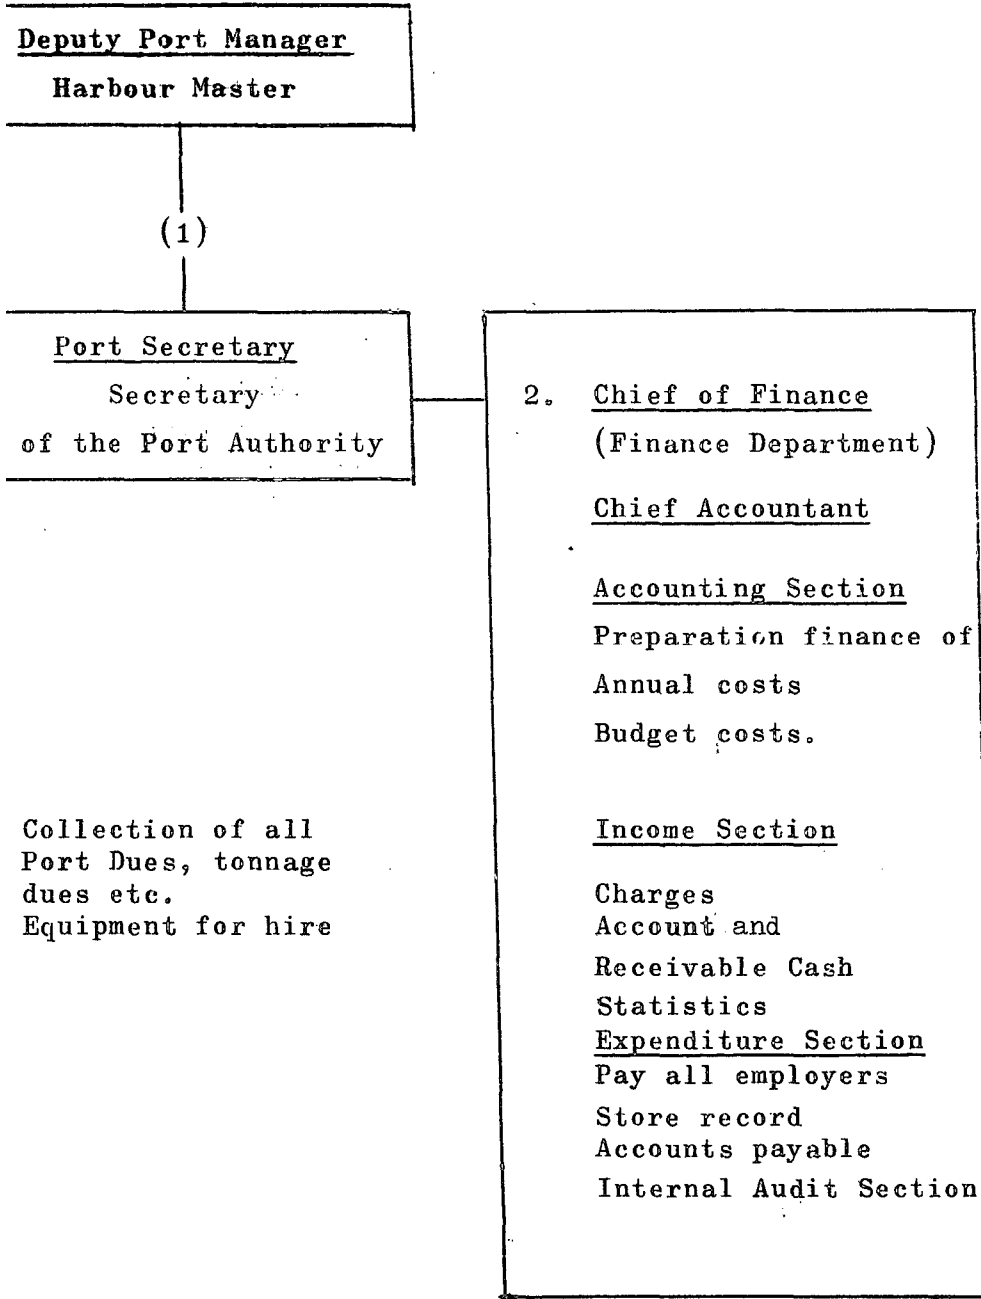 Deputy Port Manager
Harbour Master
(1)
Port Secretary
Secretary
of the Port Authority
2. Chief of Finance
(Finance Department)
Chief Accountant
Accounting Section
Preparation finance of
Annual costs
Budget costs.
Collection of all
Port Dues, tonnage
dues etc.
Equipment for hire
Income Section
Charges
Account and
Receivable Cash
Statistics
Expenditure Section
Pay all employers
Store record
Accounts payable
Internal Audit Section